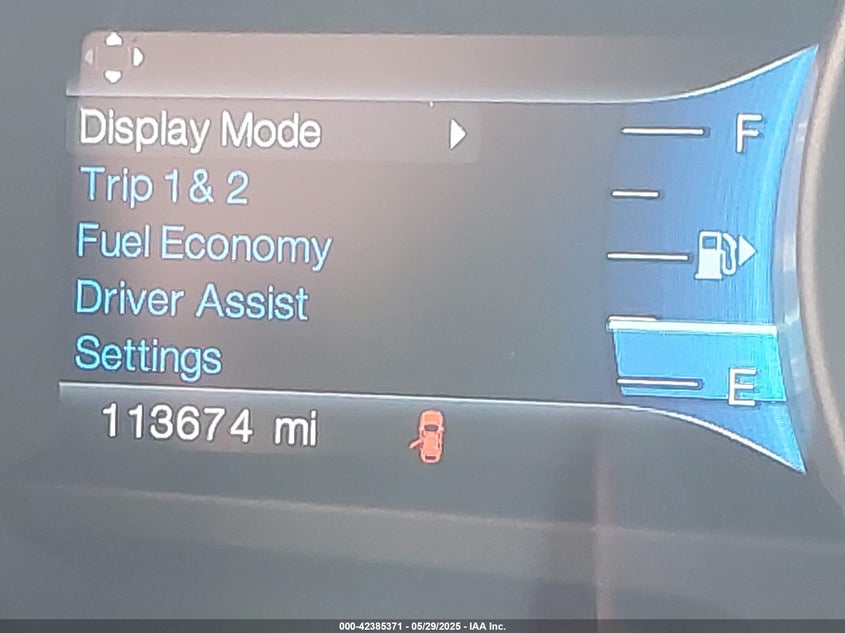 Display Mode
Trip 1 & 2
Fuel Economy
Driver Assist
Settings
113674 mi
F
E
000-42385371 - 05/29/2025 - IAA Inc.